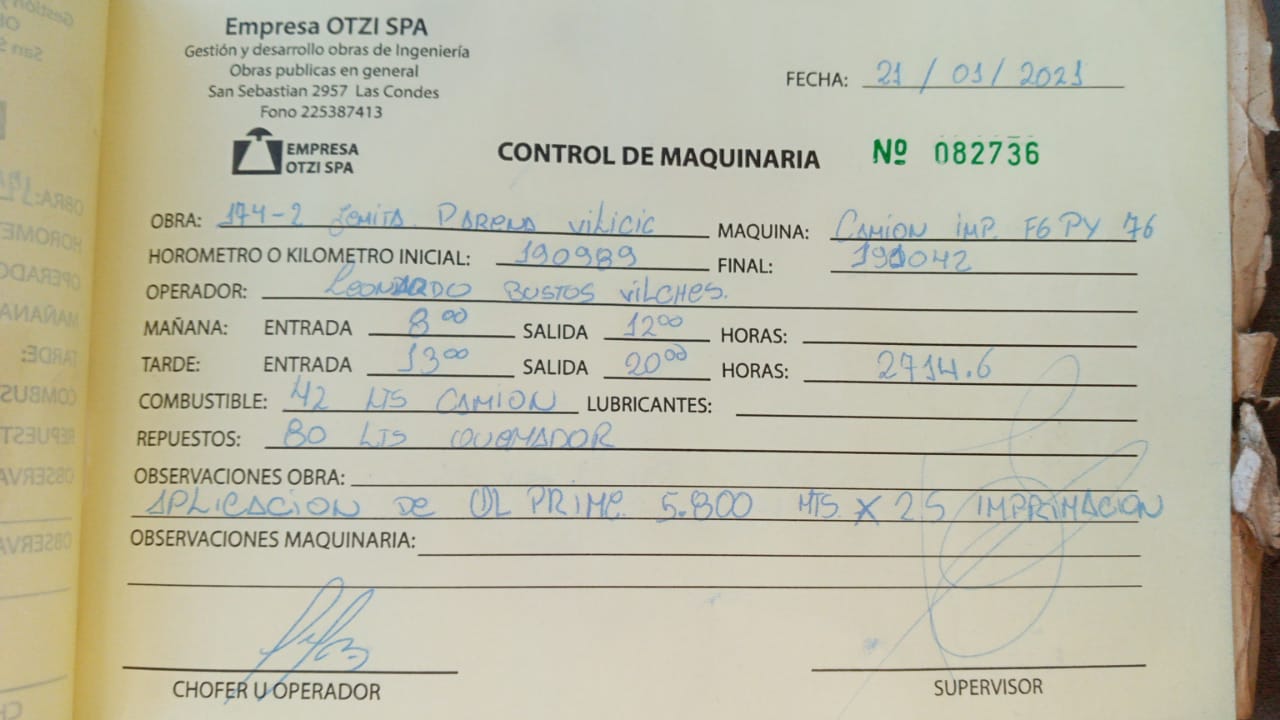 Empresa OTZI SPA
Gestión y desarrollo obras de Ingeniería
Obras publicas en general
San Sebastian 2957 Las Condes
Fono 225387413
EMPRESA
OTZI SPA
FECHA: 21 / 01 / 2021
CONTROL DE MAQUINARIA Nº 082736
OBRA: 174-2 Lomita Parena Vilicic MAQUINA: Camion imp. FGPY 76
HOROMETRO O KILOMETRO INICIAL: 190989 FINAL: 191042
OPERADOR: Leonardo Bustos Vilches.
MAÑANA: ENTRADA 8:00 SALIDA 12:00 HORAS:
TARDE: ENTRADA 13:00 SALIDA 20:00 HORAS: 2714.6
COMBUSTIBLE: 42 LTS CAMION LUBRICANTES:
REPUESTOS: 80 LTS QUEMADOR
OBSERVACIONES OBRA:
APLICACION DE OL PRIME 5.800 MTS. X 25 IMPRIMACION
OBSERVACIONES MAQUINARIA:
CHOFER U OPERADOR
SUPERVISOR